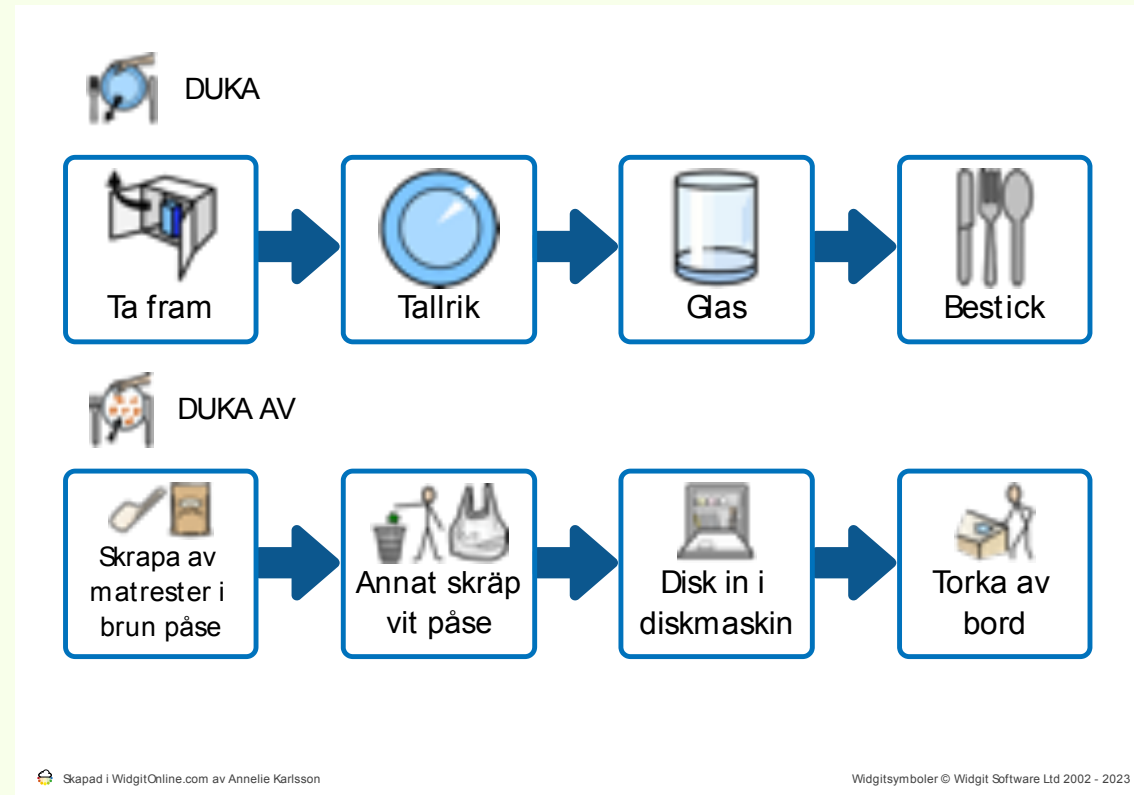 DUKA
Ta fram
Tallrik
Glas
Bestick
DUKA AV
Skrapa av
matrester i
brun påse
Annat skräp
vit påse
Disk in i
diskmaskin
Torka av
bord
Skapad i WidgitOnline.com av Annelie Karlsson
Widgitsymboler © Widgit Software Ltd 2002 - 2023